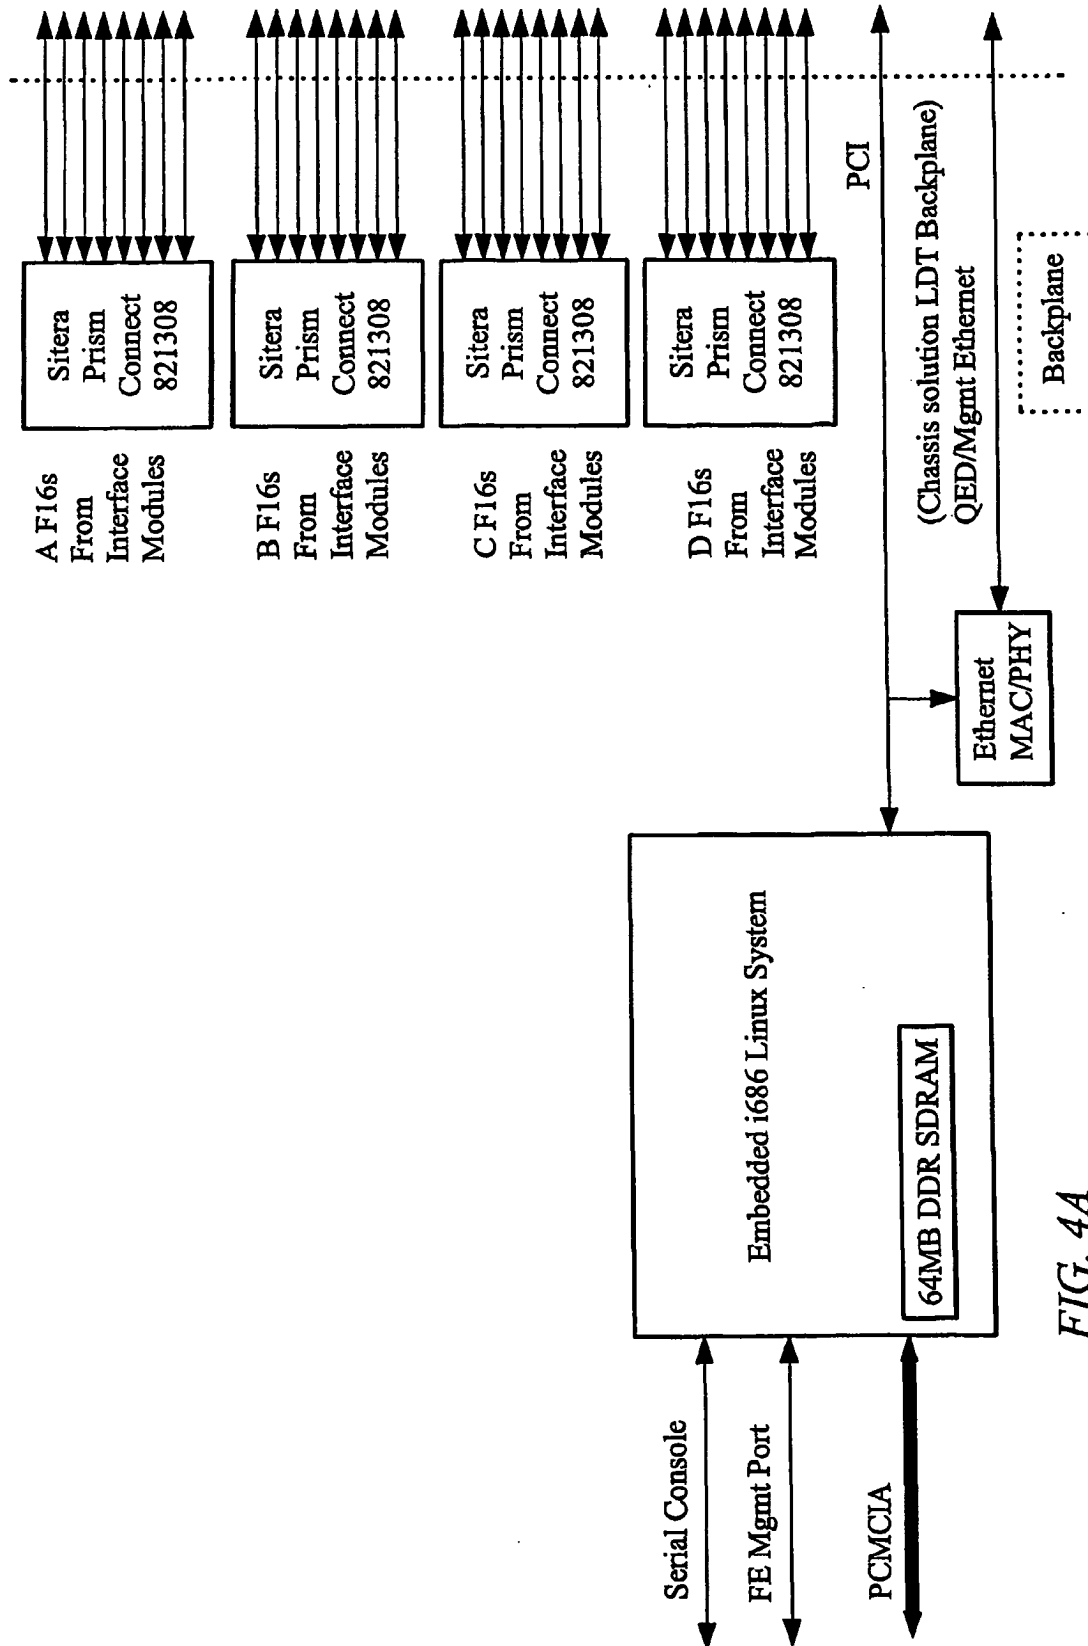 A F16s
From
Interface
Modules
Sitera
Prism
Connect
821308
B F16s
From
Interface
Modules
Sitera
Prism
Connect
821308
C F16s
From
Interface
Modules
Sitera
Prism
Connect
821308
D F16s
From
Interface
Modules
Sitera
Prism
Connect
821308
Serial Console
FE Mgmt Port
PCMCIA
Embedded i686 Linux System
64MB DDR SDRAM
PCI
(Chassis solution LDT Backplane)
QED/Mgmt Ethernet
Ethernet
MAC/PHY
Backplane
FIG. 4A